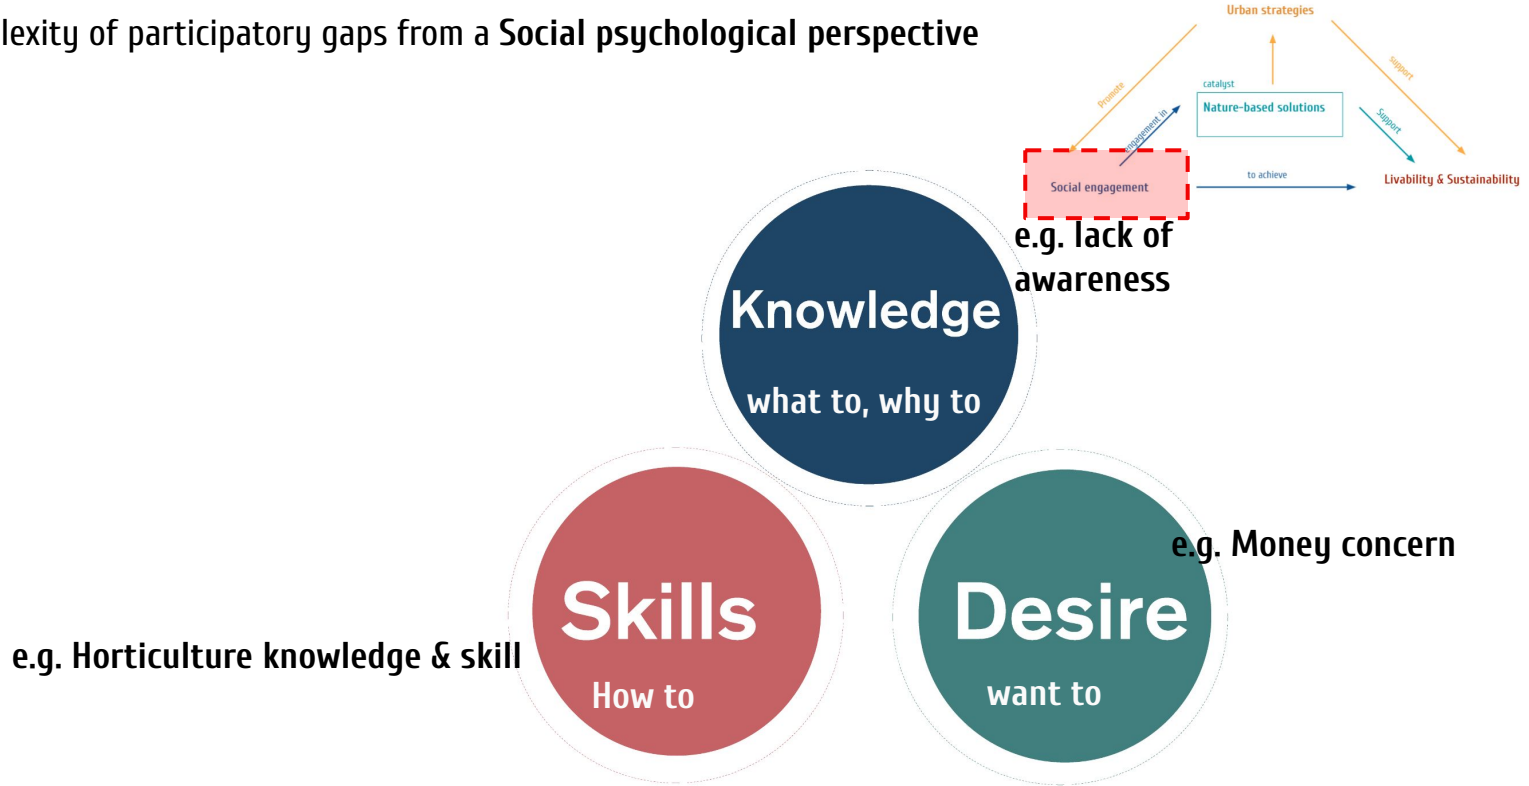 lexity of participatory gaps from a Social psychological perspective
Urban strategies
Promote
support
catalyst
Nature-based solutions
engagement in
Support
Social engagement
to achieve
Livability & Sustainability
e.g. lack of
awareness
Knowledge
what to, why to
e.g. Money concern
Skills
How to
Desire
want to
e.g. Horticulture knowledge & skill